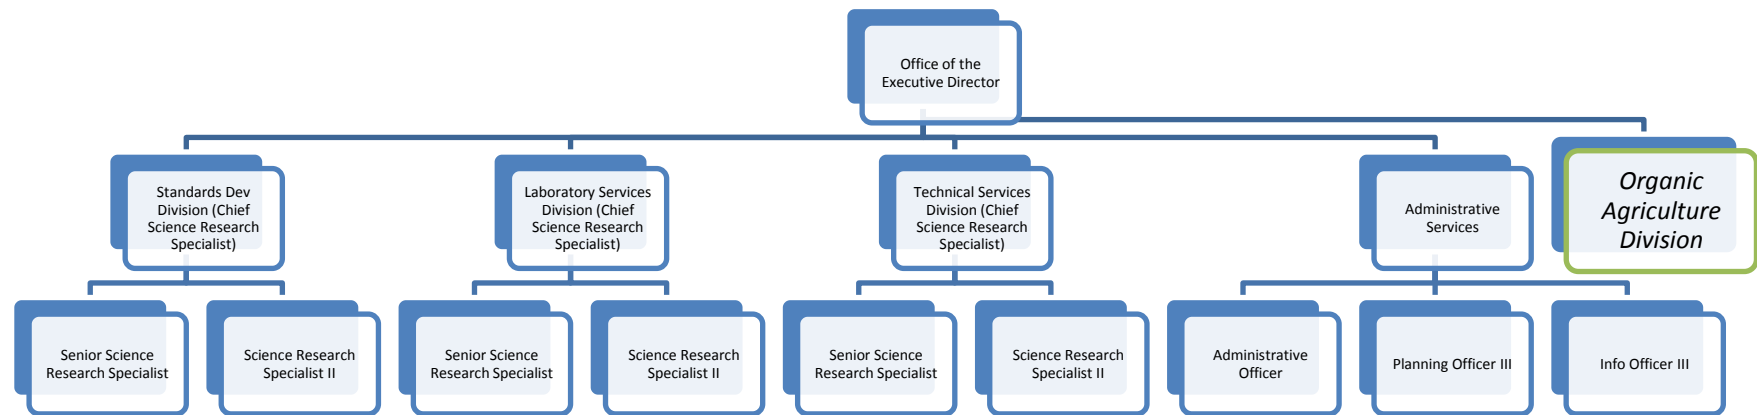 Office of the
Executive Director
Standards Dev
Division (Chief
Science Research
Specialist)
Laboratory Services
Division (Chief
Science Research
Specialist)
Technical Services
Division (Chief
Science Research
Specialist)
Administrative
Services
Organic
Agriculture
Division
Senior Science
Research Specialist
Science Research
Specialist II
Senior Science
Research Specialist
Science Research
Specialist II
Senior Science
Research Specialist
Science Research
Specialist II
Administrative
Officer
Planning Officer III
Info Officer III